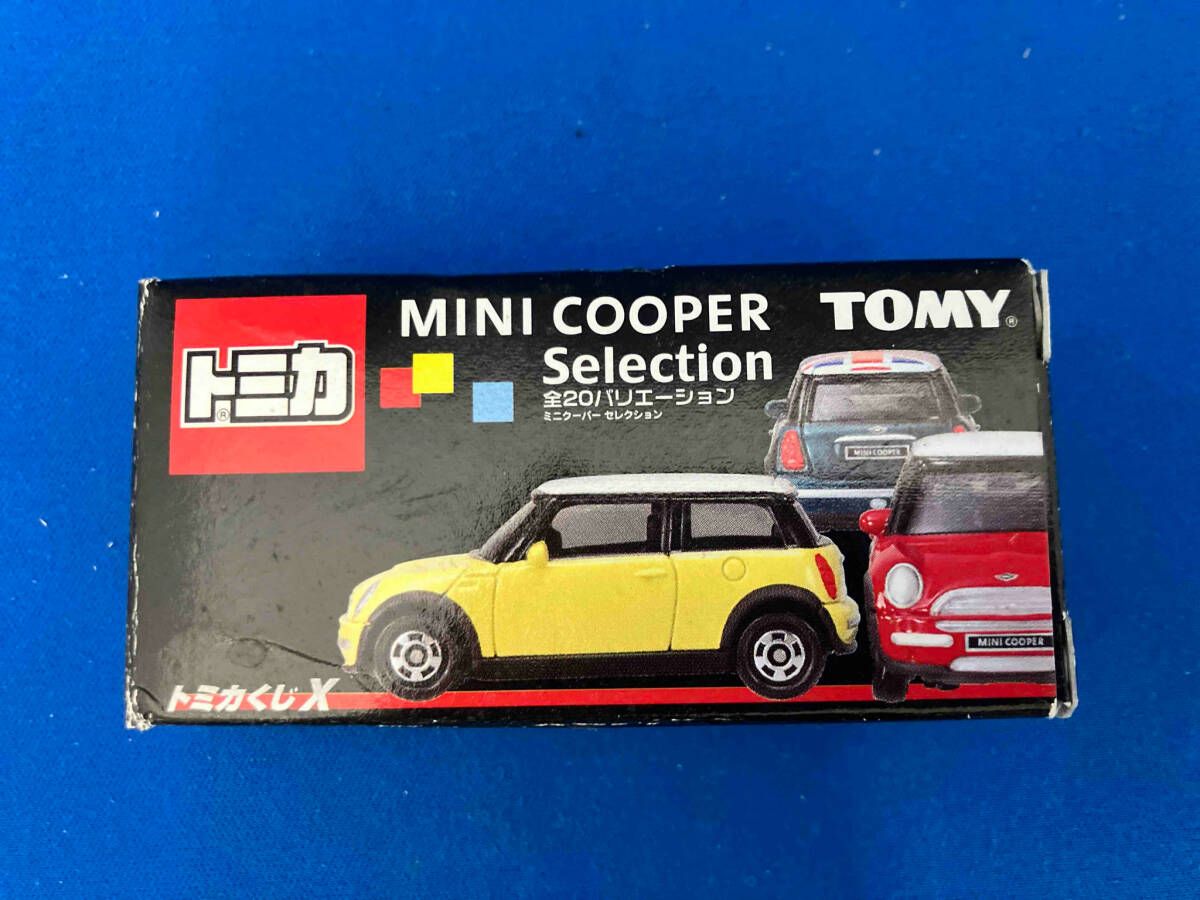 トミカ®
MINI COOPER
Selection
全20バリエーション
ミニクーパー セレクション
TOMY®
MINI COOPER
MINI COOPER
トミカくじX